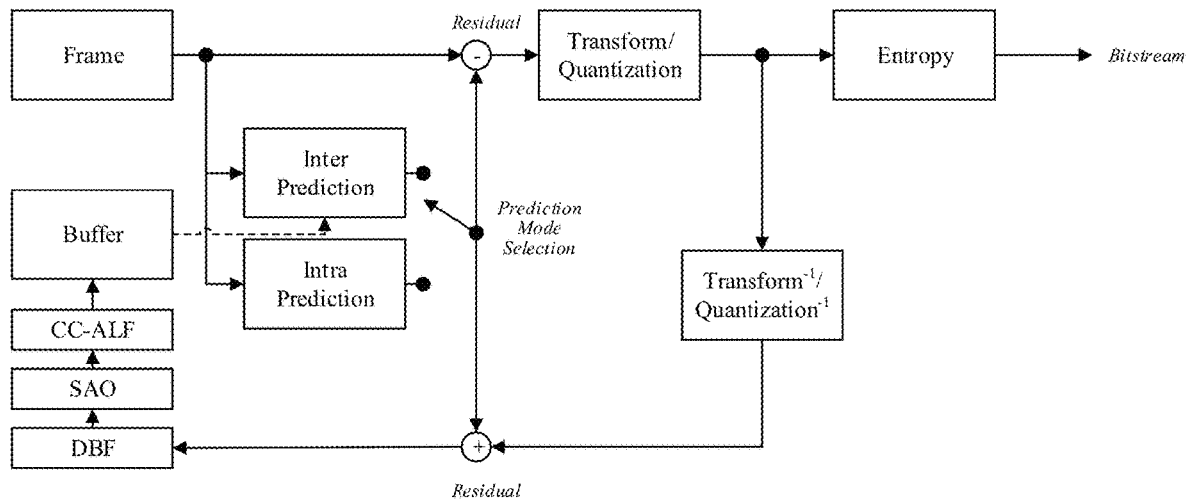 Residual
Frame
-
Transform/
Quantization
Entropy
Bitstream
Inter
Prediction
Prediction
Mode
Selection
Buffer
Intra
Prediction
Transform⁻¹/
Quantization⁻¹
CC-ALF
SAO
DBF
+
Residual